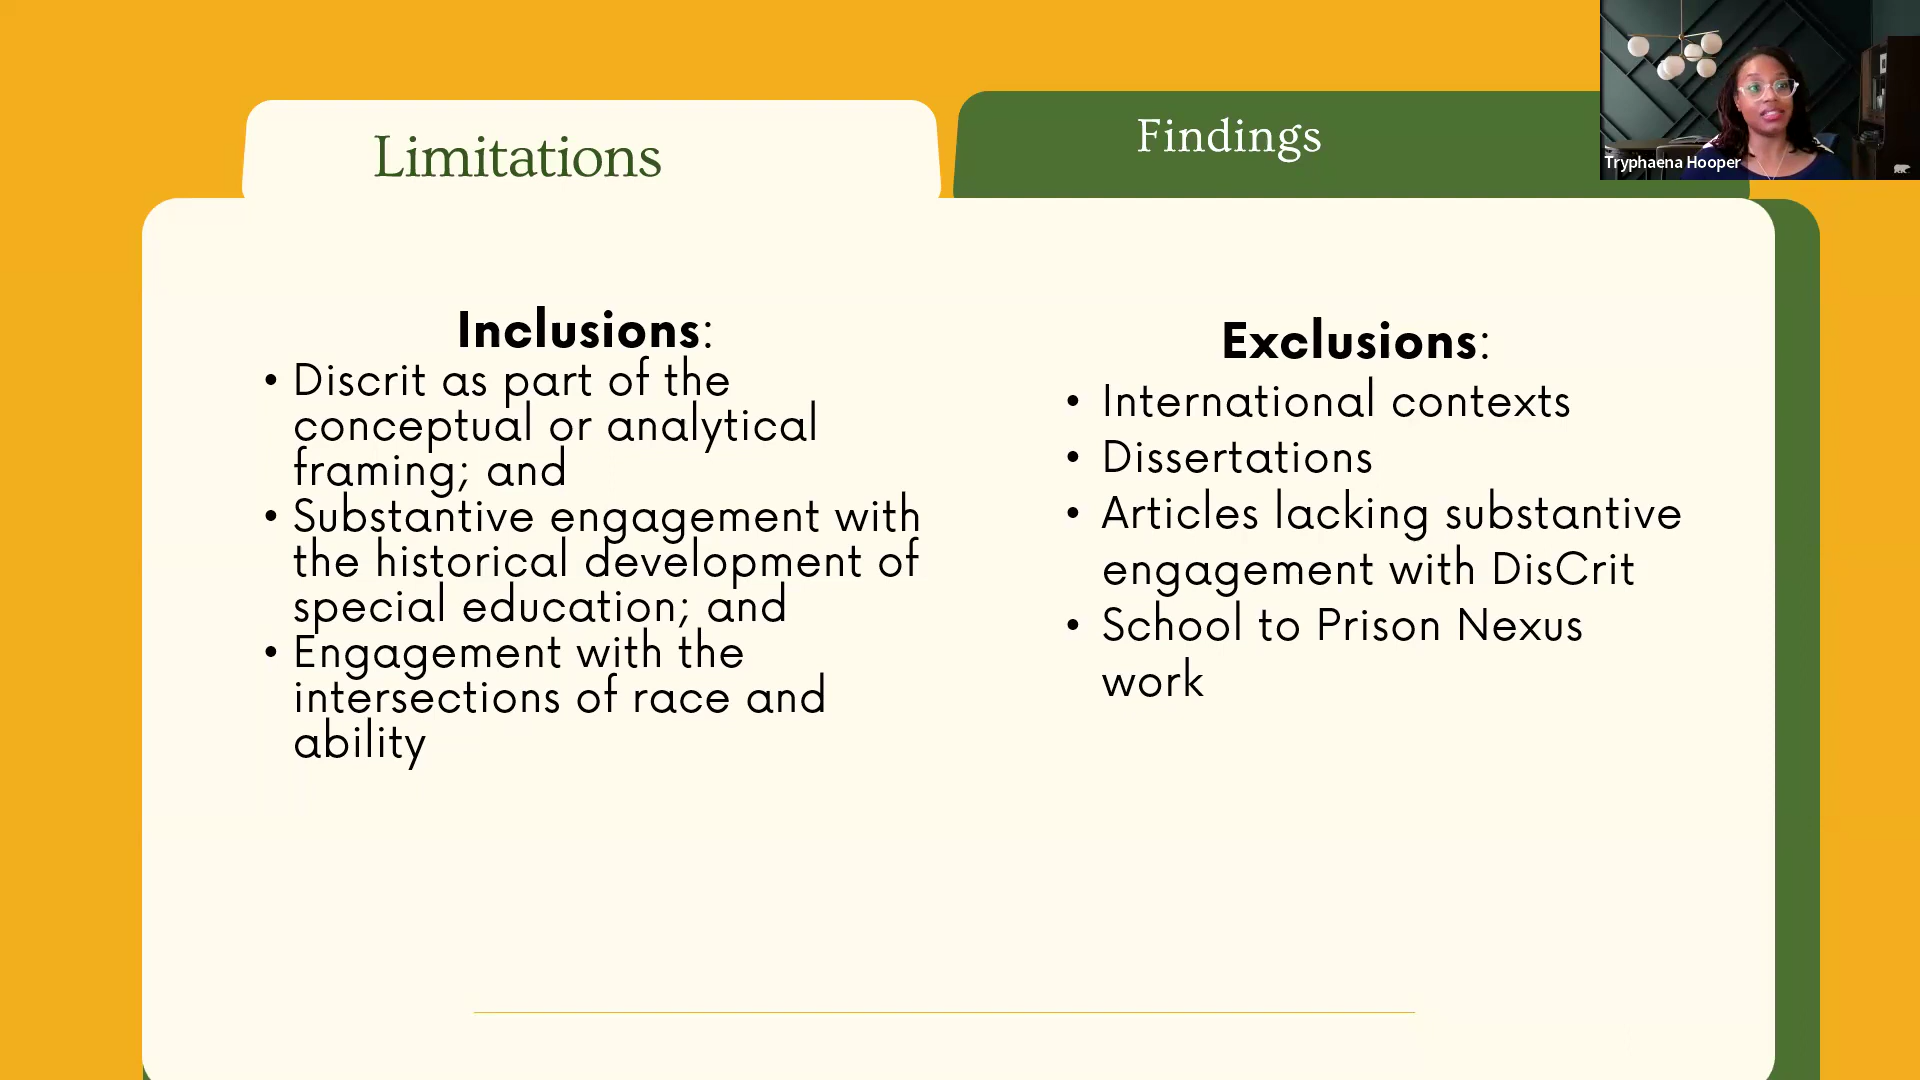 Limitations
Findings
Tryphaena Hooper
Inclusions:
• Discrit as part of the
conceptual or analytical
framing; and
• Substantive engagement with
the historical development of
special education; and
• Engagement with the
intersections of race and
ability
Exclusions:
• International contexts
• Dissertations
• Articles lacking substantive
engagement with DisCrit
• School to Prison Nexus
work